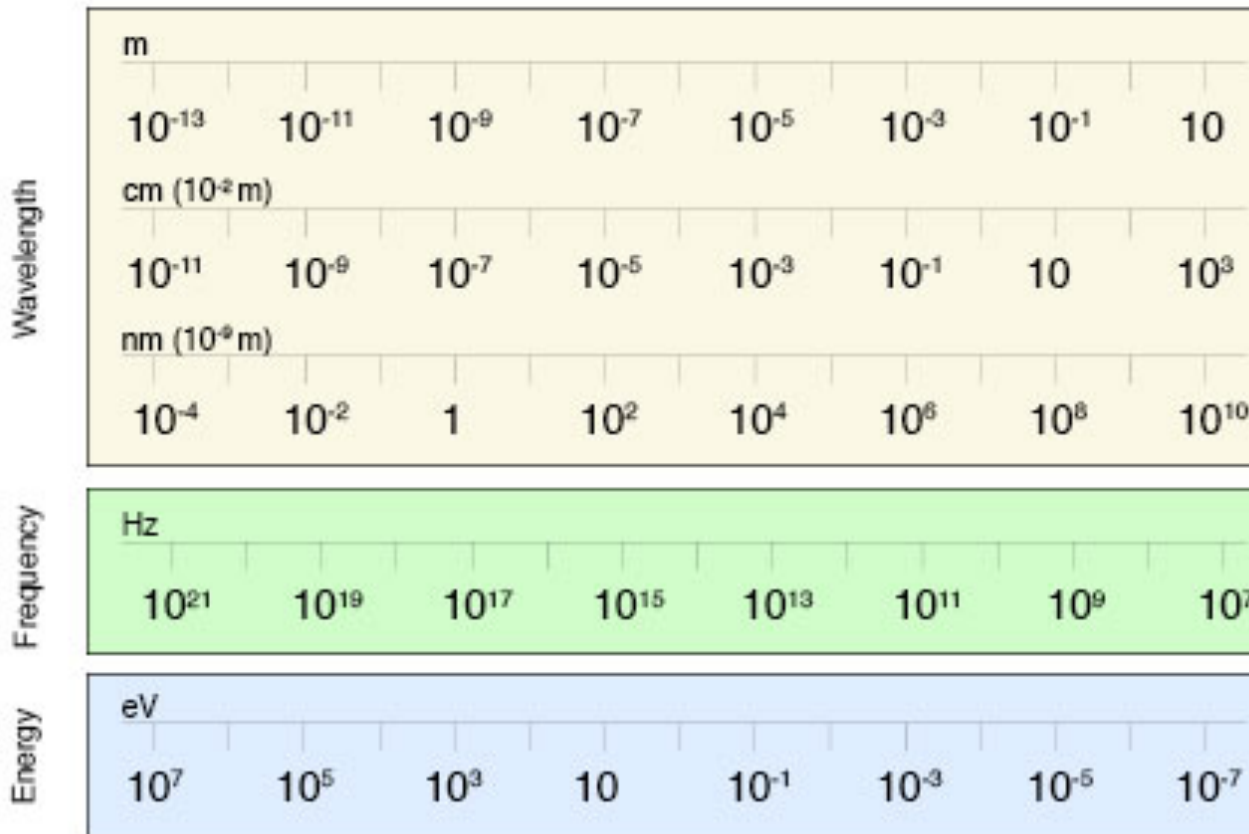 Wavelength
m
10⁻¹³ 10⁻¹¹ 10⁻⁹ 10⁻⁷ 10⁻⁵ 10⁻³ 10⁻¹ 10
cm (10⁻² m)
10⁻¹¹ 10⁻⁹ 10⁻⁷ 10⁻⁵ 10⁻³ 10⁻¹ 10 10³
nm (10⁻⁹ m)
10⁻⁴ 10⁻² 1 10² 10⁴ 10⁶ 10⁸ 10¹⁰
Frequency
Hz
10²¹ 10¹⁹ 10¹⁷ 10¹⁵ 10¹³ 10¹¹ 10⁹ 10⁷
Energy
eV
10⁷ 10⁵ 10³ 10 10⁻¹ 10⁻³ 10⁻⁵ 10⁻⁷